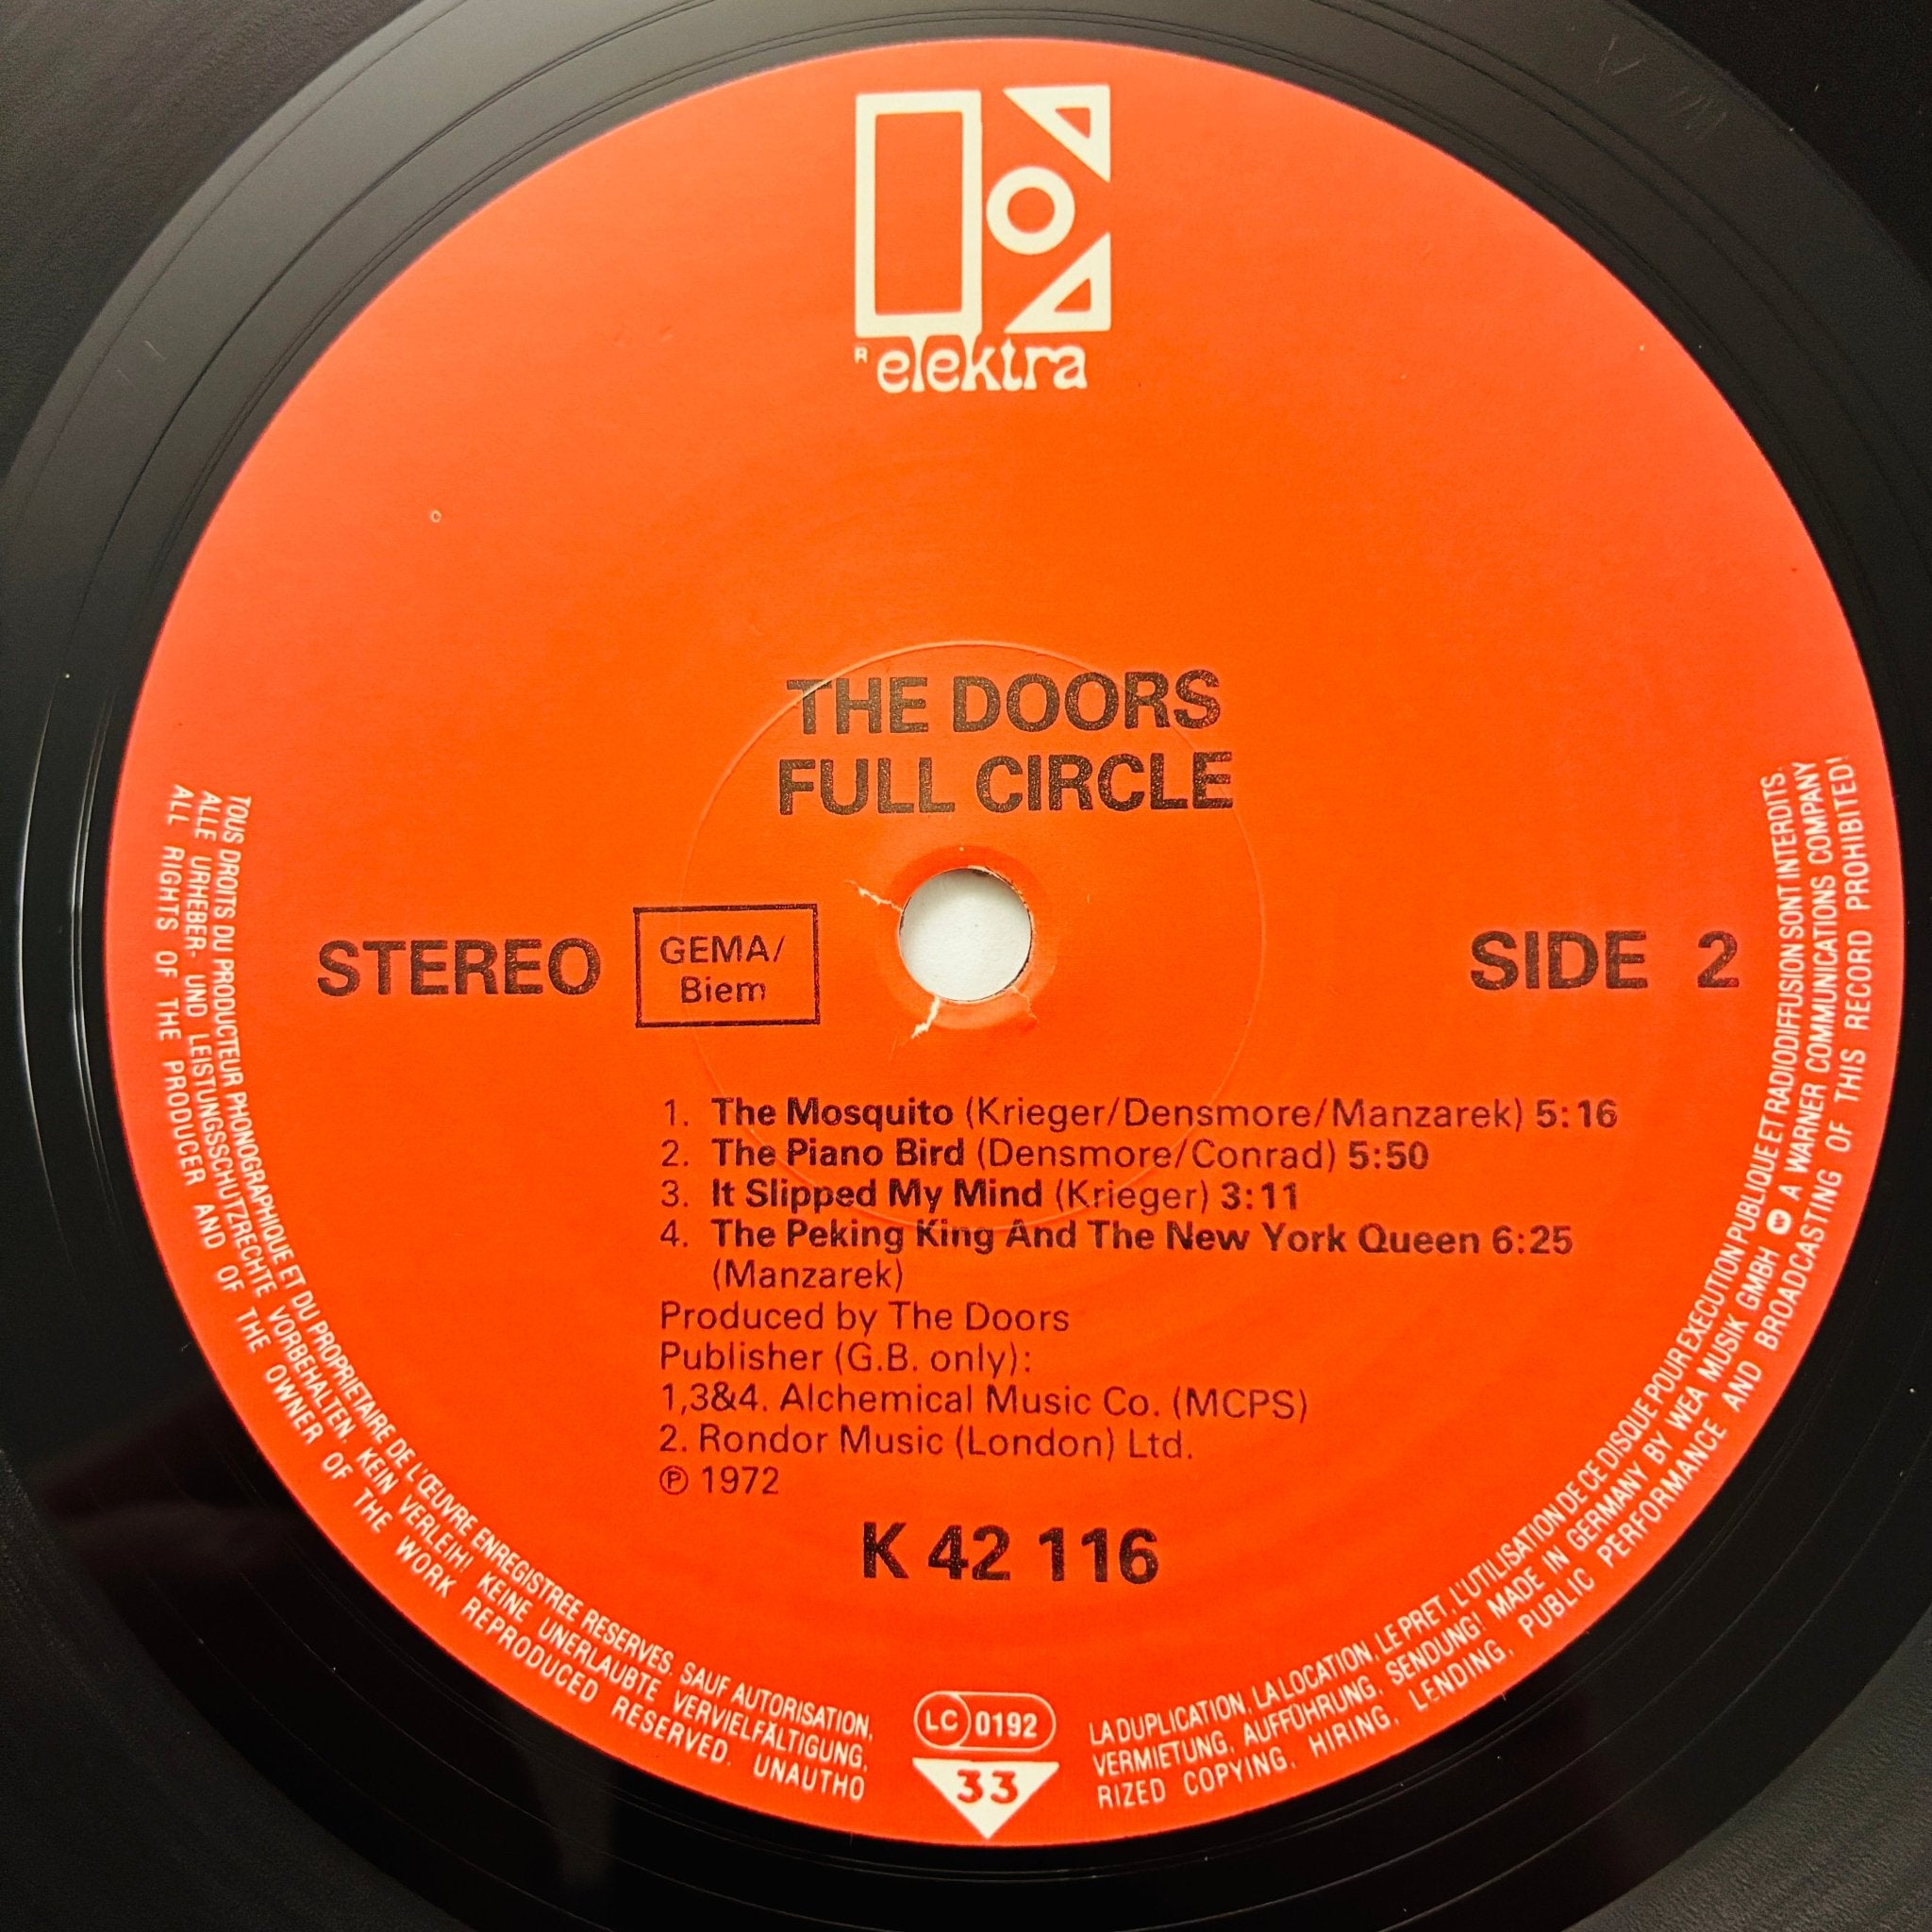 R elektra
THE DOORS
FULL CIRCLE
STEREO
GEMA/
Biem
SIDE 2
1. The Mosquito (Krieger/Densmore/Manzarek) 5:16
2. The Piano Bird (Densmore/Conrad) 5:50
3. It Slipped My Mind (Krieger) 3:11
4. The Peking King And The New York Queen 6:25
(Manzarek)
Produced by The Doors
Publisher (G.B. only):
1,3&4. Alchemical Music Co. (MCPS)
2. Rondor Music (London) Ltd.
℗ 1972
K 42 116
TOUS DROITS DU PRODUCTEUR PHONOGRAPHIQUE ET DU PROPRIETAIRE DE L'ŒUVRE ENREGISTREE RESERVES. SAUF AUTORISATION, LA DUPLICATION, LA LOCATION, LE PRET, L'UTILISATION DE CE DISQUE POUR EXECUTION PUBLIQUE ET RADIODIFFUSION SONT INTERDITS.
ALLE URHEBER- UND LEISTUNGSSCHUTZRECHTE VORBEHALTEN. KEIN VERLEIH! KEINE UNERLAUBTE VERVIELFÄLTIGUNG, VERMIETUNG, AUFFÜHRUNG, SENDUNG! MADE IN GERMANY BY WEA MUSIK GMBH W A WARNER COMMUNICATIONS COMPANY
ALL RIGHTS OF THE PRODUCER AND OF THE OWNER OF THE WORK REPRODUCED RESERVED. UNAUTHORIZED COPYING, HIRING, LENDING, PUBLIC PERFORMANCE AND BROADCASTING OF THIS RECORD PROHIBITED!
LC 0192
33